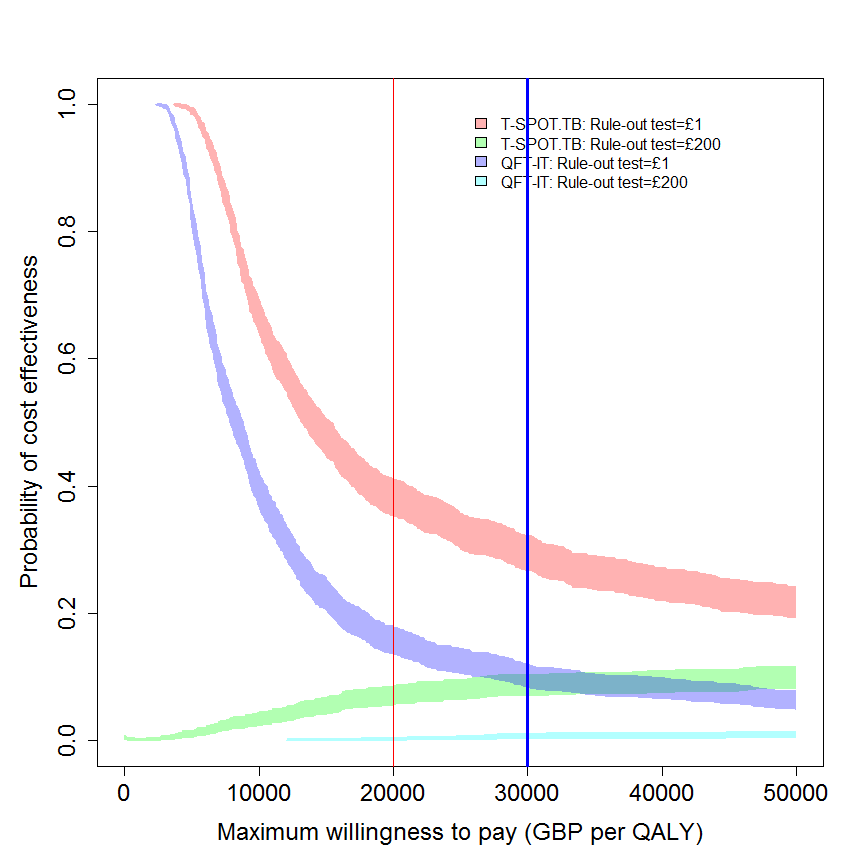 T-SPOT.TB: Rule-out test=£1
T-SPOT.TB: Rule-out test=£200
QFT-IT: Rule-out test=£1
QFT-IT: Rule-out test=£200
Probability of cost effectiveness
1.0
0.8
0.6
0.4
0.2
0.0
0 10000 20000 30000 40000 50000
Maximum willingness to pay (GBP per QALY)